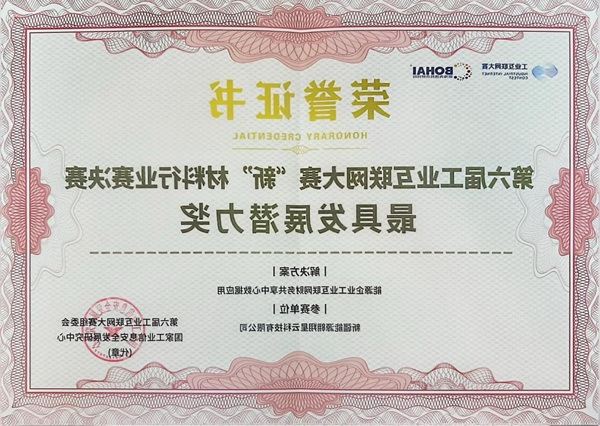 工业互联网大赛
INDUSTRIAL INTERNET
CONTEST
BOHAI
荣誉证书
HONORARY CREDENTIAL
第六届工业互联网大赛“新”材料行业赛决赛
最具发展潜力奖
| 解决方案 |
能源企业工业互联网财务共享中心数据应用
| 参赛单位 |
新疆能源翱翔星云科技有限公司
第六届工业互联网大赛组委会
国家工业信息安全发展研究中心
(代章)